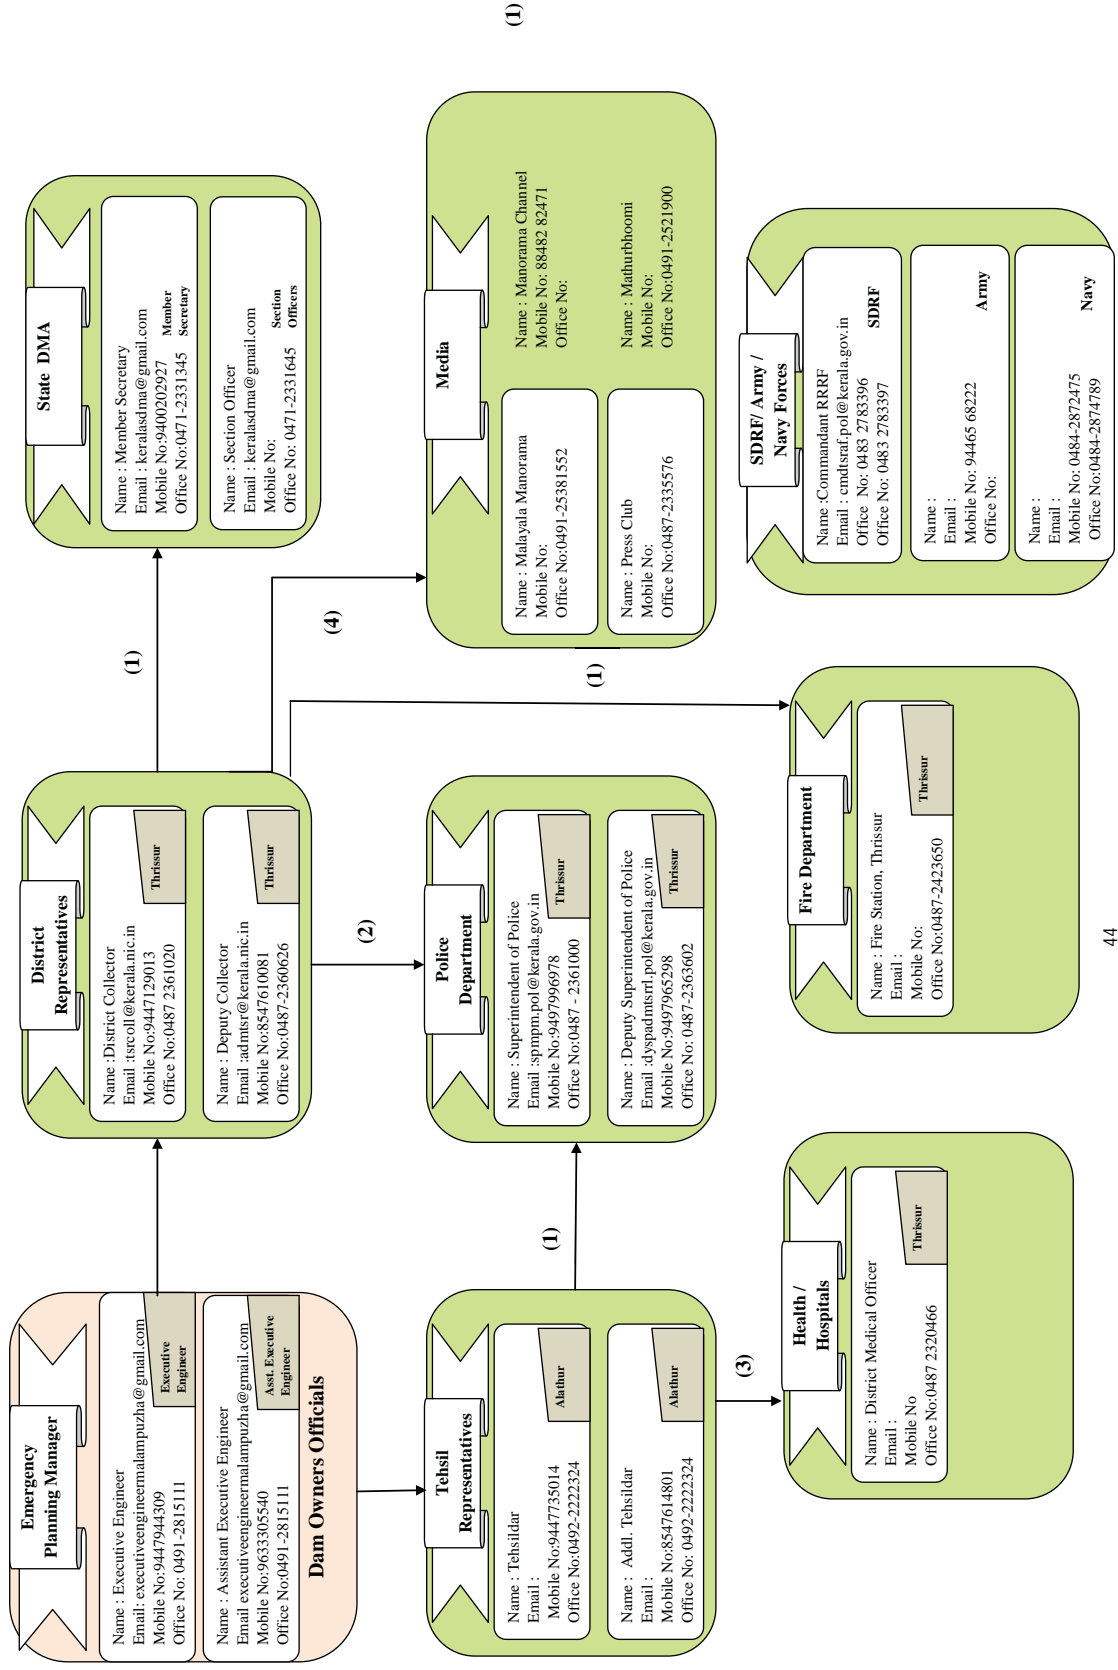 Emergency
Planning Manager
Name : Executive Engineer
Email: executiveengineermalampuzha@gmail.com
Mobile No:9447944309
Office No: 0491-2815111
Executive
Engineer
Name : Assistant Executive Engineer
Email executiveengineermalampuzha@gmail.com
Mobile No:9633305540
Office No:0491-2815111
Asst. Executive
Engineer
Dam Owners Officials
District
Representatives
Name :District Collector
Email :tsrcoll@kerala.nic.in
Mobile No:9447129013
Office No:0487 2361020
Thrissur
Name : Deputy Collector
Email :admtsr@kerala.nic.in
Mobile No:8547610081
Office No:0487-2360626
Thrissur
(1)
State DMA
Name : Member Secretary
Email : keralasdma@gmail.com
Mobile No:9400202927
Office No:0471-2331345
Member
Secretary
Name : Section Officer
Email : keralasdma@gmail.com
Mobile No:
Office No: 0471-2331645
Section
Officers
(4)
(2)
(1)
Tehsil
Representatives
Name : Tehsildar
Email :
Mobile No:9447735014
Office No:0492-2222324
Alathur
Name : Addl. Tehsildar
Email :
Mobile No:8547614801
Office No: 0492-2222324
Alathur
(1)
Police
Department
Name : Superintendent of Police
Email :spmpm.pol@kerala.gov.in
Mobile No:9497996978
Office No:0487 - 2361000
Thrissur
Name : Deputy Superintendent of Police
Email :dyspadmtsrrl.pol@kerala.gov.in
Mobile No:9497965298
Office No: 0487-2363602
Thrissur
Media
Name : Malayala Manorama
Mobile No:
Office No:0491-25381552
Name : Manorama Channel
Mobile No: 88482 82471
Office No:
Name : Press Club
Mobile No:
Office No:0487-2335576
Name : Mathurbhoomi
Mobile No:
Office No:0491-2521900
(1)
(3)
Health /
Hospitals
Name : District Medical Officer
Email :
Mobile No
Office No:0487 2320466
Thrissur
Fire Department
Name : Fire Station, Thrissur
Email :
Mobile No:
Office No:0487-2423650
Thrissur
SDRF/ Army /
Navy Forces
Name :Commandant RRRF
Email : cmdtsraf.pol@kerala.gov.in
Office No: 0483 2783396
Office No: 0483 2783397
SDRF
Name :
Email :
Mobile No: 94465 68222
Office No:
Army
Name :
Email :
Mobile No: 0484-2872475
Office No:0484-2874789
Navy
44